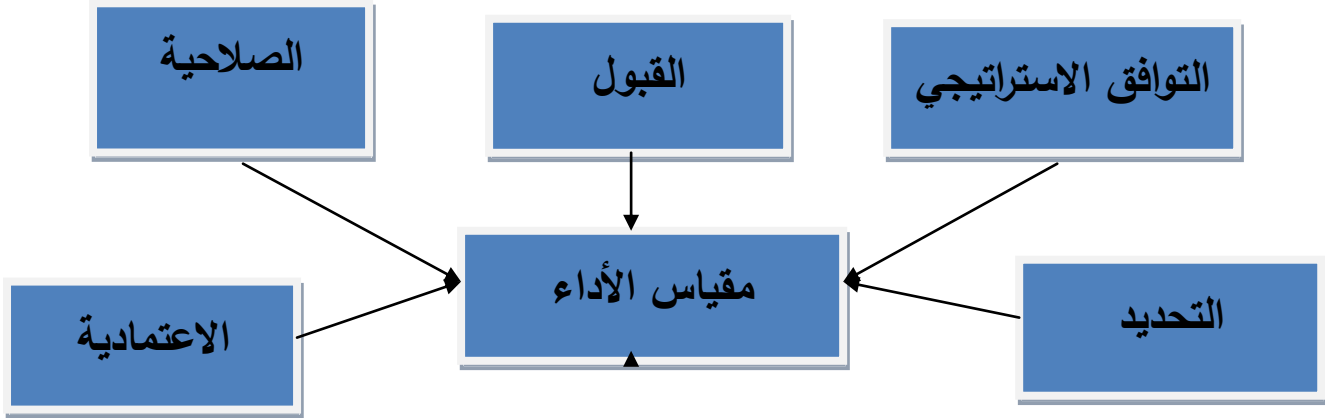 التوافق الاستراتيجي
القبول
الصلاحية
التحديد
مقياس الأداء
الاعتمادية